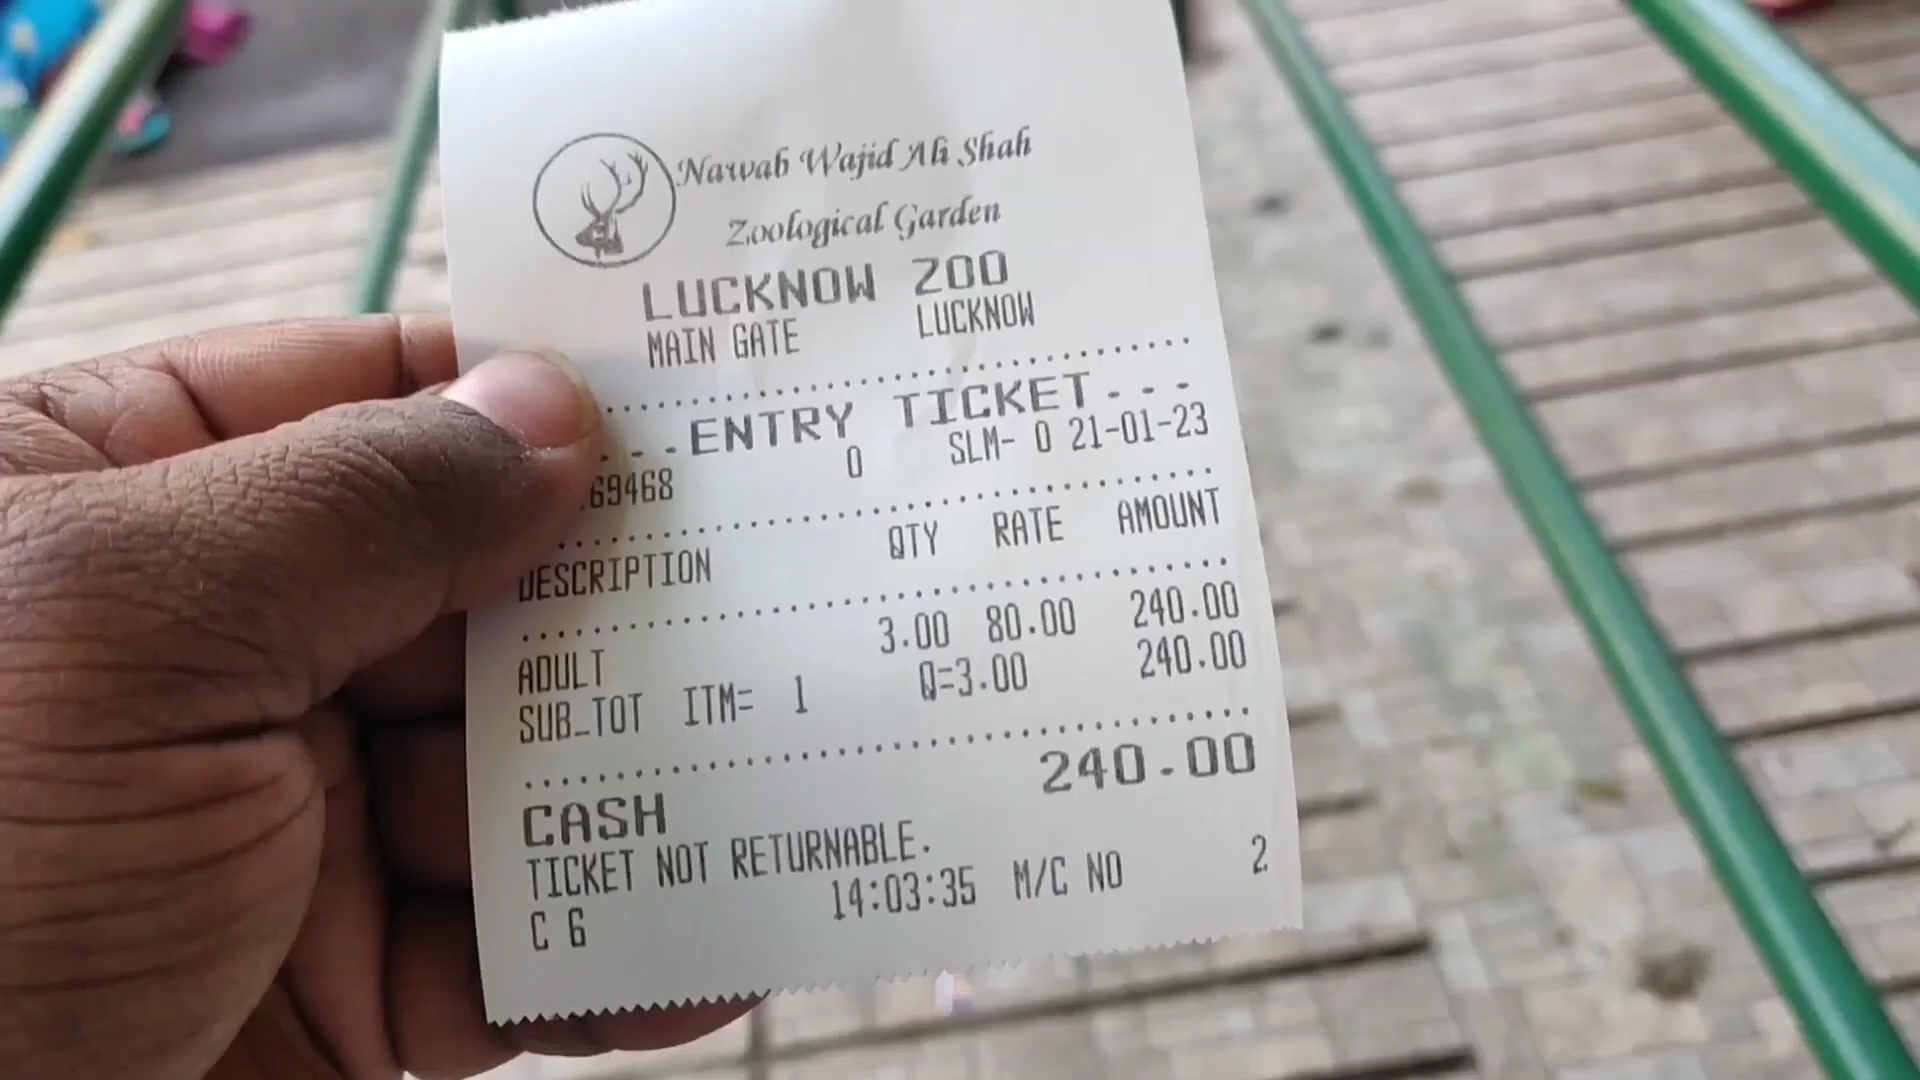 Nawab Wajid Ali Shah
Zoological Garden
LUCKNOW ZOO
MAIN GATE LUCKNOW
---ENTRY TICKET---
69468 0 SLM- 0 21-01-23
DESCRIPTION QTY RATE AMOUNT
ADULT 3.00 80.00 240.00
SUB_TOT ITM= 1 Q=3.00 240.00
CASH 240.00
TICKET NOT RETURNABLE.
C 6 14:03:35 M/C NO 2